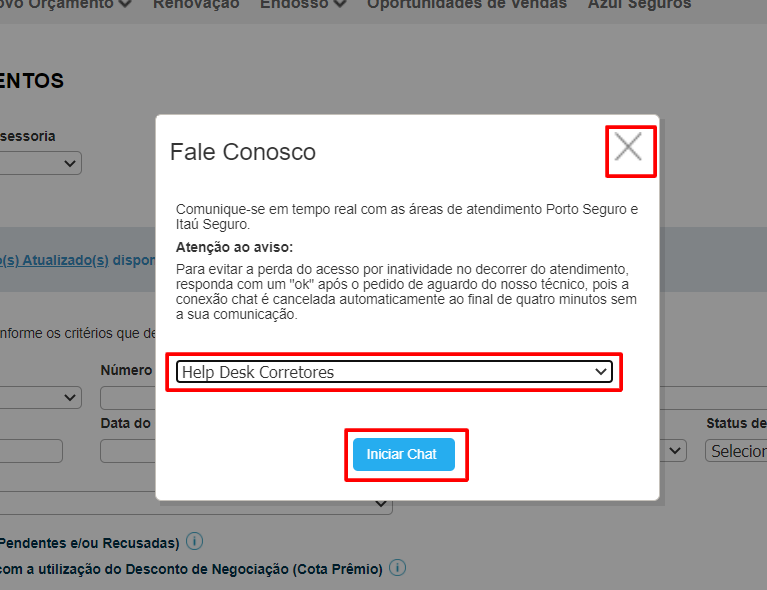 Renovação Endosso Oportunidades de Vendas Azul Seguros
Fale Conosco
Comunique-se em tempo real com as áreas de atendimento Porto Seguro e
Itaú Seguro.
Atenção ao aviso:
Para evitar a perda do acesso por inatividade no decorrer do atendimento,
responda com um "ok" após o pedido de aguardo do nosso técnico, pois a
conexão chat é cancelada automaticamente ao final de quatro minutos sem
a sua comunicação.
Help Desk Corretores
Iniciar Chat
ENTOS
sessoria
o(s) Atualizado(s) dispon
nforme os critérios que de
Número
Data do
Status de
Selecion
Pendentes e/ou Recusadas)
com a utilização do Desconto de Negociação (Cota Prêmio)